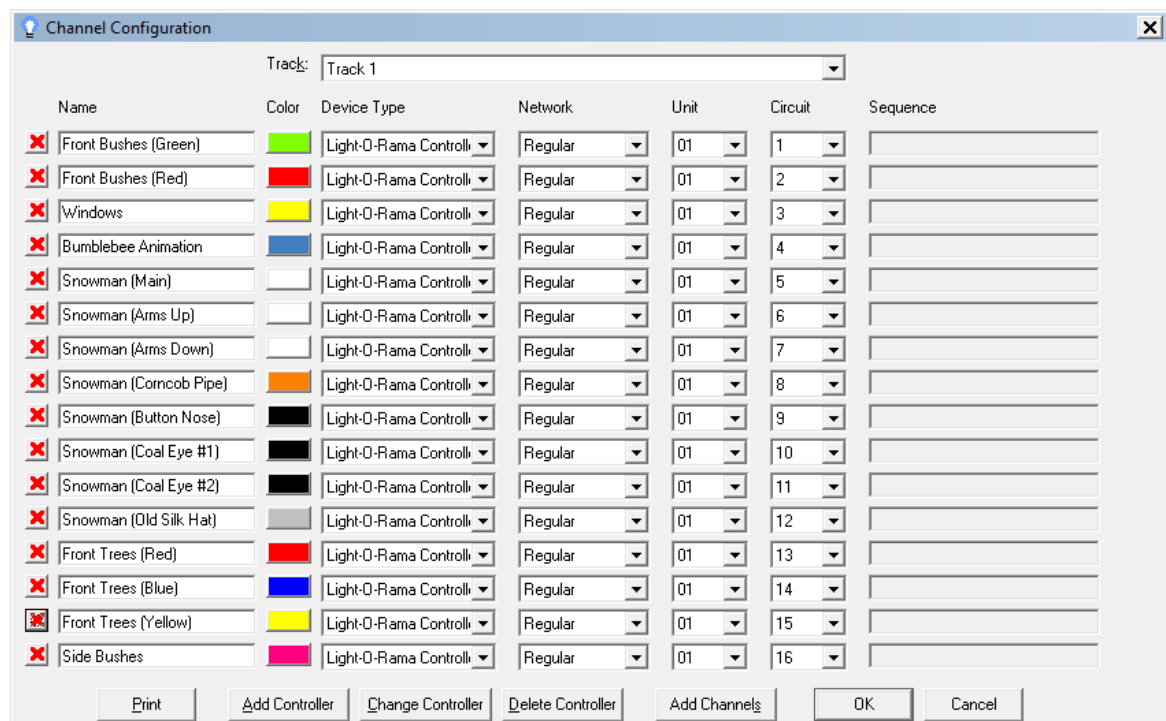 Channel Configuration
Track: Track 1
Name Color Device Type Network Unit Circuit Sequence
Front Bushes (Green) Light-O-Rama Controll Regular 01 1
Front Bushes (Red) Light-O-Rama Controll Regular 01 2
Windows Light-O-Rama Controll Regular 01 3
Bumblebee Animation Light-O-Rama Controll Regular 01 4
Snowman (Main) Light-O-Rama Controll Regular 01 5
Snowman (Arms Up) Light-O-Rama Controll Regular 01 6
Snowman (Arms Down) Light-O-Rama Controll Regular 01 7
Snowman (Corncob Pipe) Light-O-Rama Controll Regular 01 8
Snowman (Button Nose) Light-O-Rama Controll Regular 01 9
Snowman (Coal Eye #1) Light-O-Rama Controll Regular 01 10
Snowman (Coal Eye #2) Light-O-Rama Controll Regular 01 11
Snowman (Old Silk Hat) Light-O-Rama Controll Regular 01 12
Front Trees (Red) Light-O-Rama Controll Regular 01 13
Front Trees (Blue) Light-O-Rama Controll Regular 01 14
Front Trees (Yellow) Light-O-Rama Controll Regular 01 15
Side Bushes Light-O-Rama Controll Regular 01 16
Print Add Controller Change Controller Delete Controller Add Channels OK Cancel